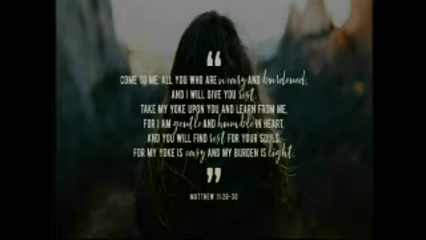 “
COME TO ME, ALL YOU WHO ARE weary AND burdened,
AND I WILL GIVE YOU rest.
TAKE MY YOKE UPON YOU AND LEARN FROM ME,
FOR I AM gentle AND humble IN HEART,
AND YOU WILL FIND rest FOR YOUR SOULS.
FOR MY YOKE IS easy AND MY BURDEN IS light.
”
MATTHEW 11:28-30